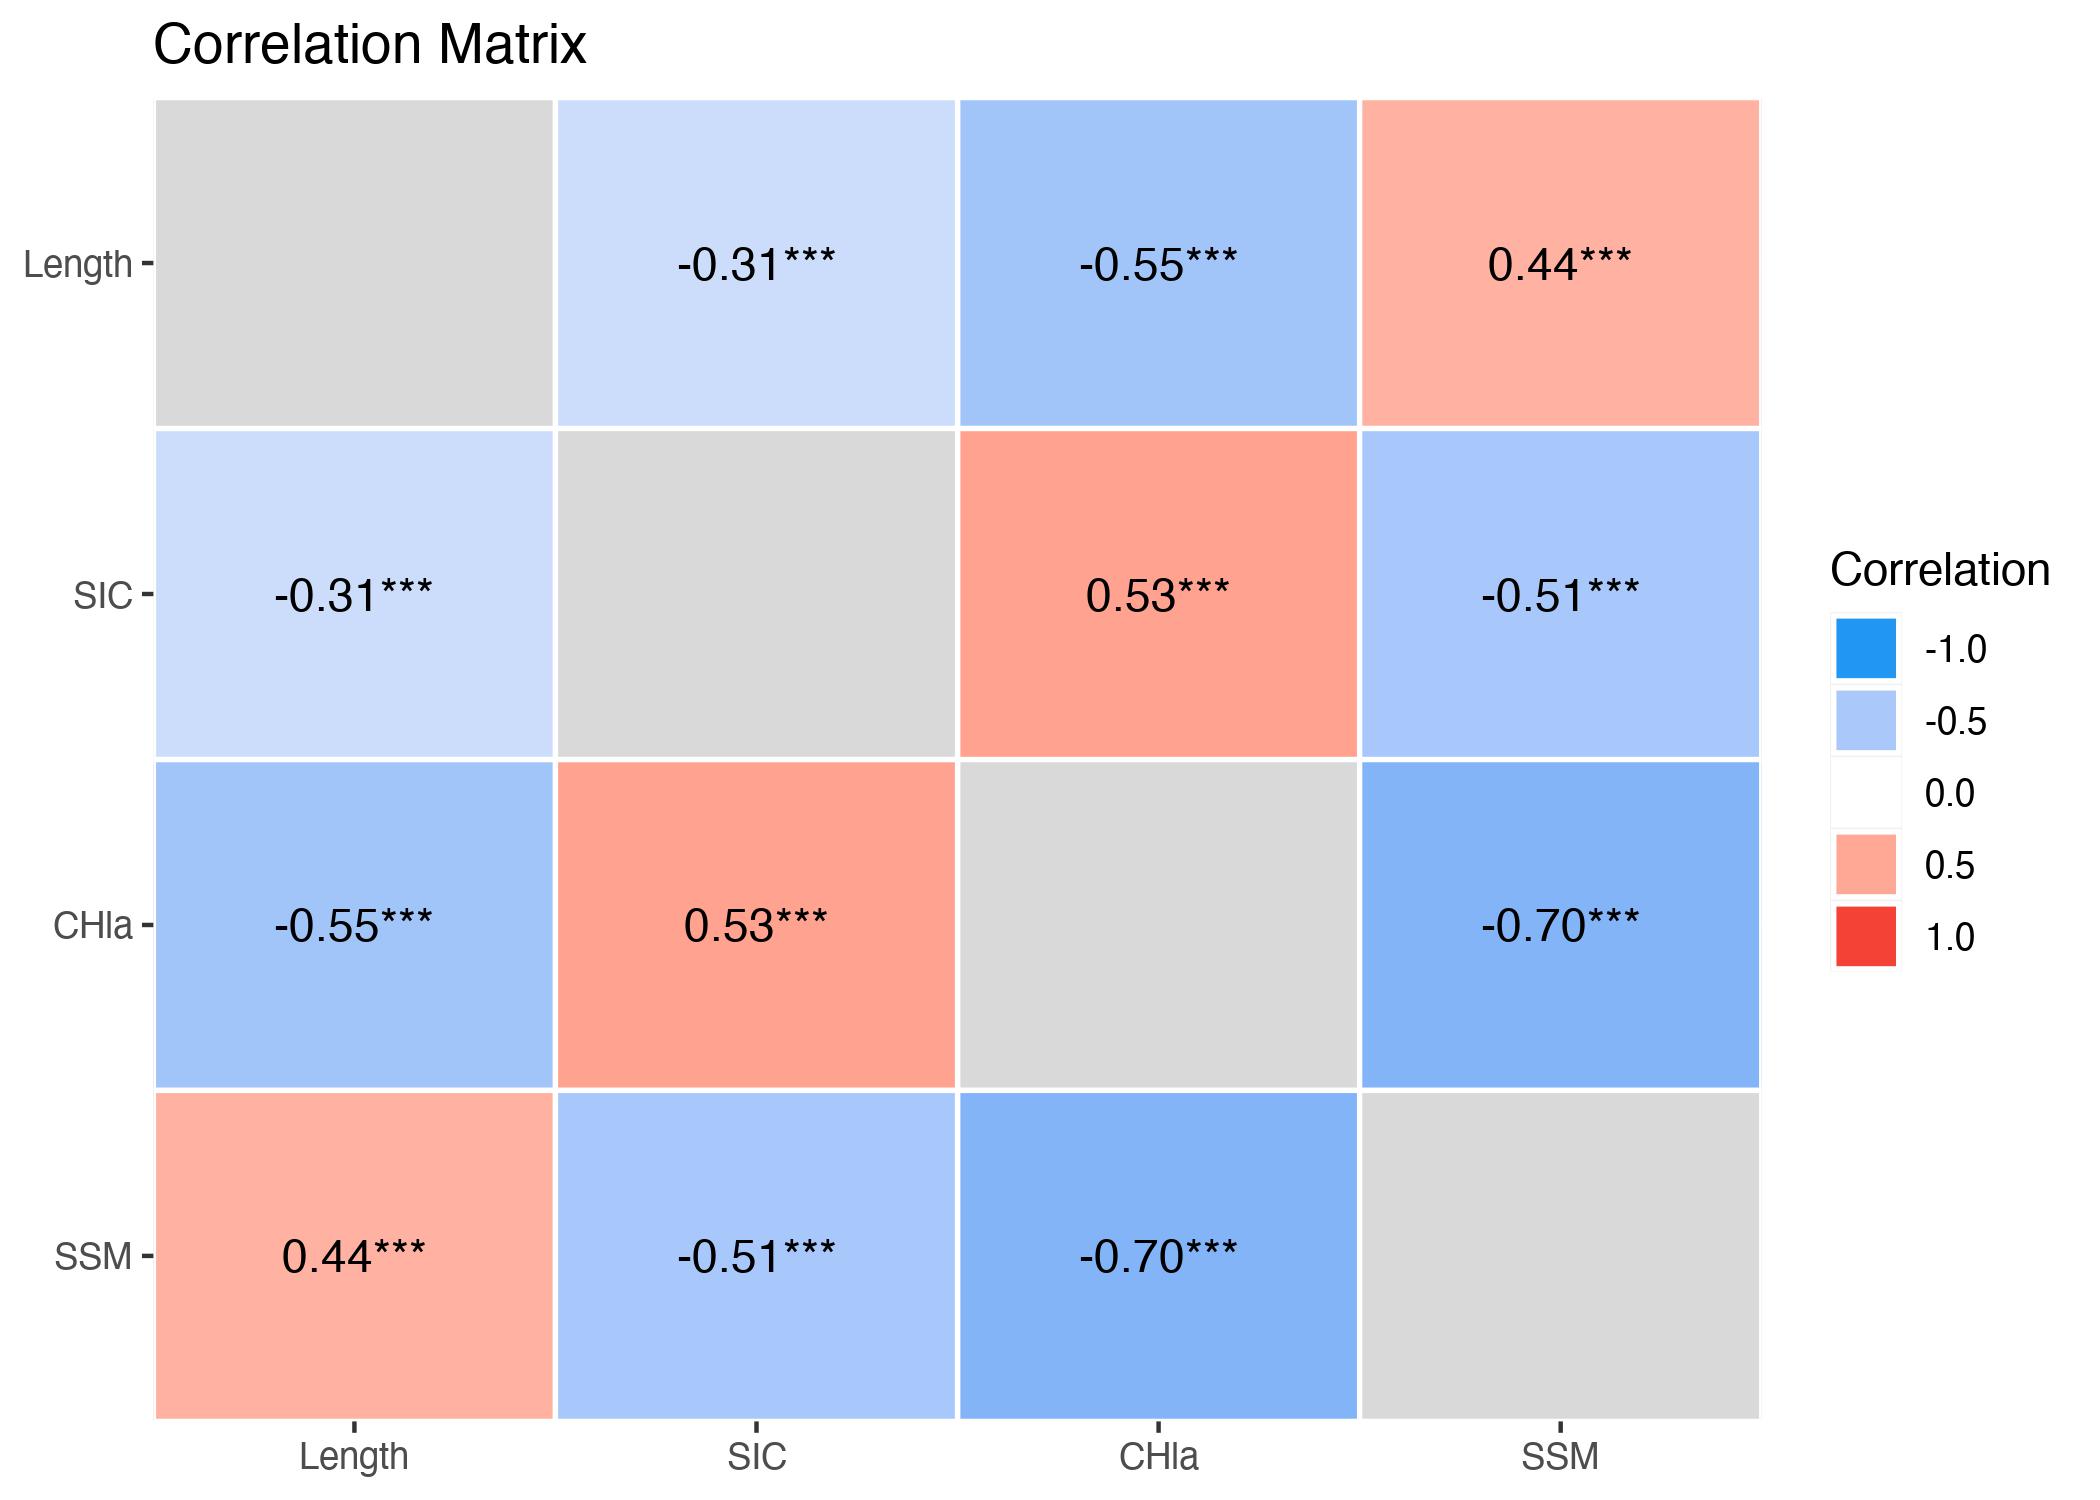 Correlation Matrix
Length
-0.31***
-0.55***
0.44***
SIC
-0.31***
0.53***
-0.51***
CHla
-0.55***
0.53***
-0.70***
SSM
0.44***
-0.51***
-0.70***
Length
SIC
CHla
SSM
Correlation
-1.0
-0.5
0.0
0.5
1.0